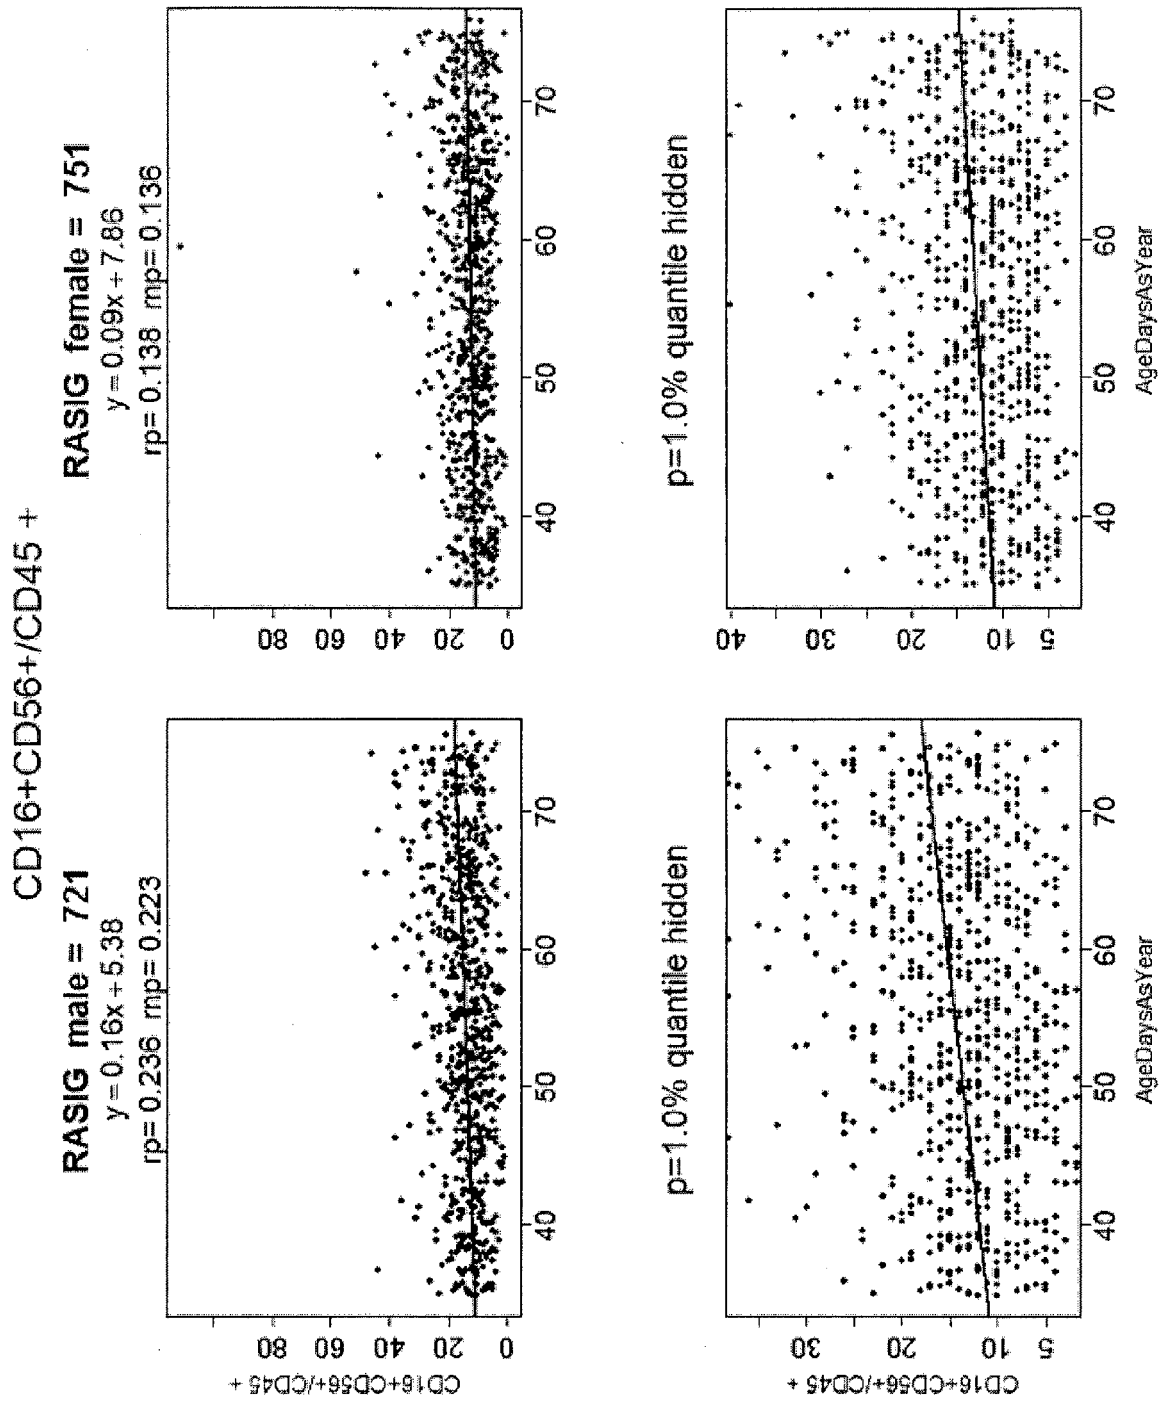 CD16+CD56+/CD45 +
RASIG male = 721
y = 0.16x + 5.38
rp= 0.236 rnp= 0.223
CD16+CD56+/CD45 +
0 20 40 60 80
40 50 60 70
RASIG female = 751
y = 0.09x + 7.86
rp= 0.138 rnp= 0.136
0 20 40 60 80
40 50 60 70
p=1.0% quantile hidden
CD16+CD56+/CD45 +
5 10 20 30
40 50 60 70
AgeDaysAsYear
p=1.0% quantile hidden
5 10 20 30 40
40 50 60 70
AgeDaysAsYear